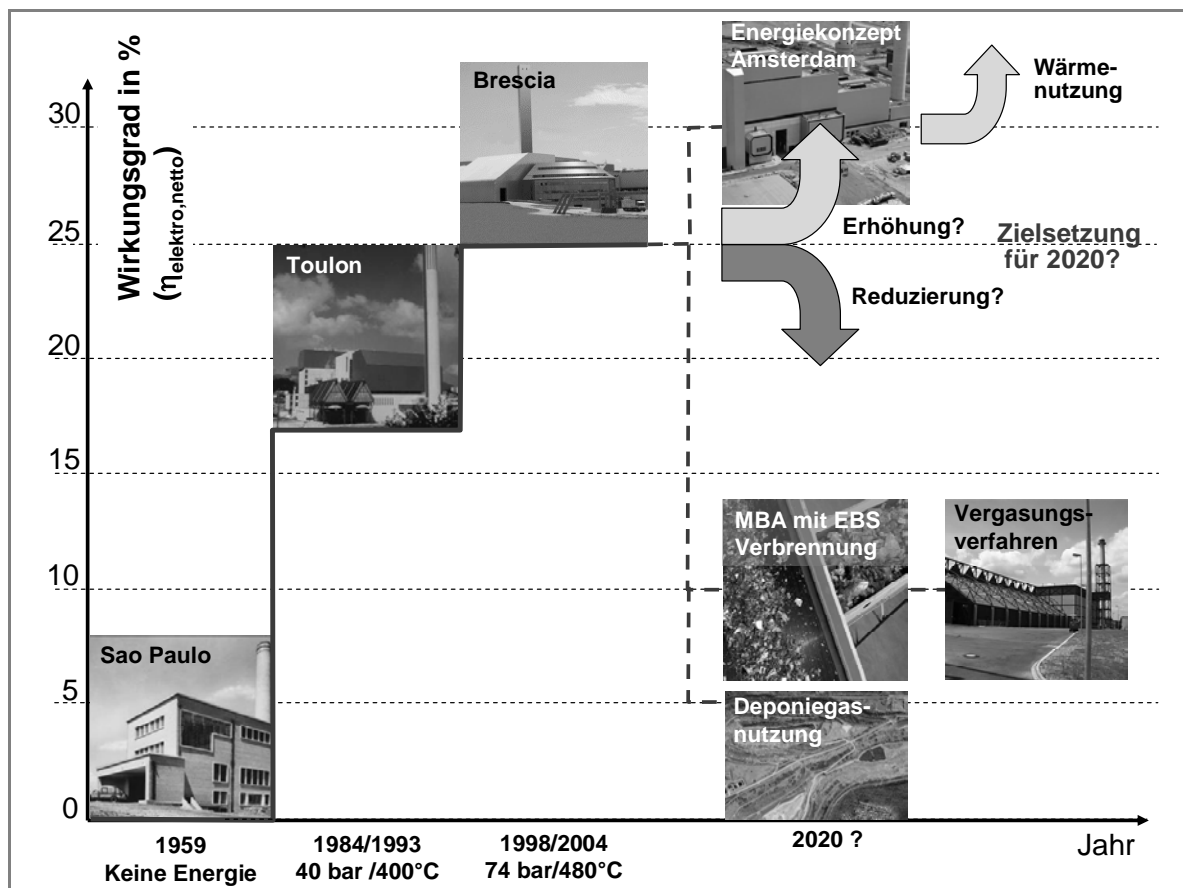 Wirkungsgrad in %
(ηelektro,netto)
30
25
20
15
10
5
0
Sao Paulo
Toulon
Brescia
Energiekonzept
Amsterdam
Wärme-
nutzung
Erhöhung?
Zielsetzung
für 2020?
Reduzierung?
MBA mit EBS
Verbrennung
Vergasungs-
verfahren
Deponiegas-
nutzung
1959
Keine Energie
1984/1993
40 bar /400°C
1998/2004
74 bar/480°C
2020 ?
Jahr